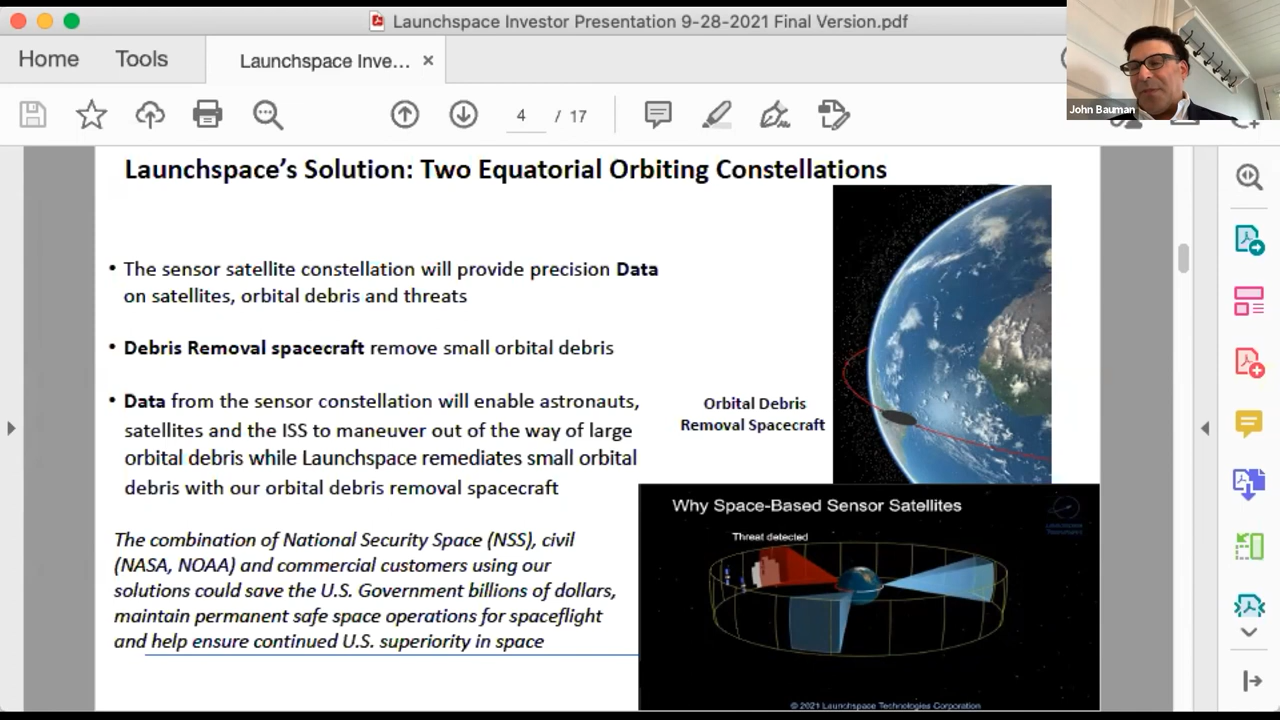 Launchspace Investor Presentation 9-28-2021 Final Version.pdf
Home
Tools
Launchspace Inve...
4 / 17
John Bauman
Launchspace's Solution: Two Equatorial Orbiting Constellations
• The sensor satellite constellation will provide precision Data
on satellites, orbital debris and threats
• Debris Removal spacecraft remove small orbital debris
• Data from the sensor constellation will enable astronauts,
satellites and the ISS to maneuver out of the way of large
orbital debris while Launchspace remediates small orbital
debris with our orbital debris removal spacecraft
Orbital Debris
Removal Spacecraft
The combination of National Security Space (NSS), civil
(NASA, NOAA) and commercial customers using our
solutions could save the U.S. Government billions of dollars,
maintain permanent safe space operations for spaceflight
and help ensure continued U.S. superiority in space
Why Space-Based Sensor Satellites
Threat detected
© 2021 Launchspace Technologies Corporation